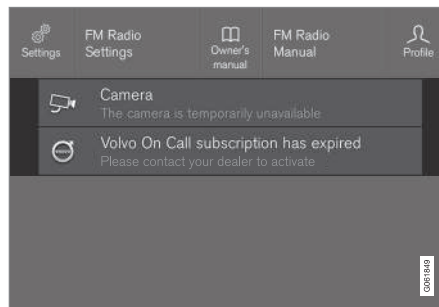 FM Radio
Settings
Settings
Owner's
manual
FM Radio
Manual
Profile
Camera
The camera is temporarily unavailable
Volvo On Call subscription has expired
Please contact your dealer to activate
G061849